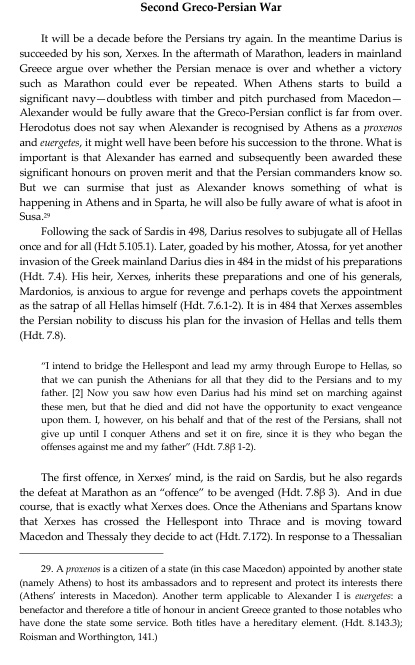 Second Greco-Persian War
It will be a decade before the Persians try again. In the meantime Darius is
succeeded by his son, Xerxes. In the aftermath of Marathon, leaders in mainland
Greece argue over whether the Persian menace is over and whether a victory
such as Marathon could ever be repeated. When Athens starts to build a
significant navy—doubtless with timber and pitch purchased from Macedon—
Alexander would be fully aware that the Greco-Persian conflict is far from over.
Herodotus does not say when Alexander is recognised by Athens as a proxenos
and euergetes, it might well have been before his succession to the throne. What is
important is that Alexander has earned and subsequently been awarded these
significant honours on proven merit and that the Persian commanders know so.
But we can surmise that just as Alexander knows something of what is
happening in Athens and in Sparta, he will also be fully aware of what is afoot in
Susa.29
Following the sack of Sardis in 498, Darius resolves to subjugate all of Hellas
once and for all (Hdt 5.105.1). Later, goaded by his mother, Atossa, for yet another
invasion of the Greek mainland Darius dies in 484 in the midst of his preparations
(Hdt. 7.4). His heir, Xerxes, inherits these preparations and one of his generals,
Mardonios, is anxious to argue for revenge and perhaps covets the appointment
as the satrap of all Hellas himself (Hdt. 7.6.1-2). It is in 484 that Xerxes assembles
the Persian nobility to discuss his plan for the invasion of Hellas and tells them
(Hdt. 7.8).
"I intend to bridge the Hellespont and lead my army through Europe to Hellas, so
that we can punish the Athenians for all that they did to the Persians and to my
father. [2] Now you saw how even Darius had his mind set on marching against
these men, but that he died and did not have the opportunity to exact vengeance
upon them. I, however, on his behalf and that of the rest of the Persians, shall not
give up until I conquer Athens and set it on fire, since it is they who began the
offenses against me and my father" (Hdt. 7.8β 1-2).
The first offence, in Xerxes' mind, is the raid on Sardis, but he also regards
the defeat at Marathon as an "offence" to be avenged (Hdt. 7.8β 3). And in due
course, that is exactly what Xerxes does. Once the Athenians and Spartans know
that Xerxes has crossed the Hellespont into Thrace and is moving toward
Macedon and Thessaly they decide to act (Hdt. 7.172). In response to a Thessalian
29. A proxenos is a citizen of a state (in this case Macedon) appointed by another state
(namely Athens) to host its ambassadors and to represent and protect its interests there
(Athens' interests in Macedon). Another term applicable to Alexander I is euergetes: a
benefactor and therefore a title of honour in ancient Greece granted to those notables who
have done the state some service. Both titles have a hereditary element. (Hdt. 8.143.3);
Roisman and Worthington, 141.)